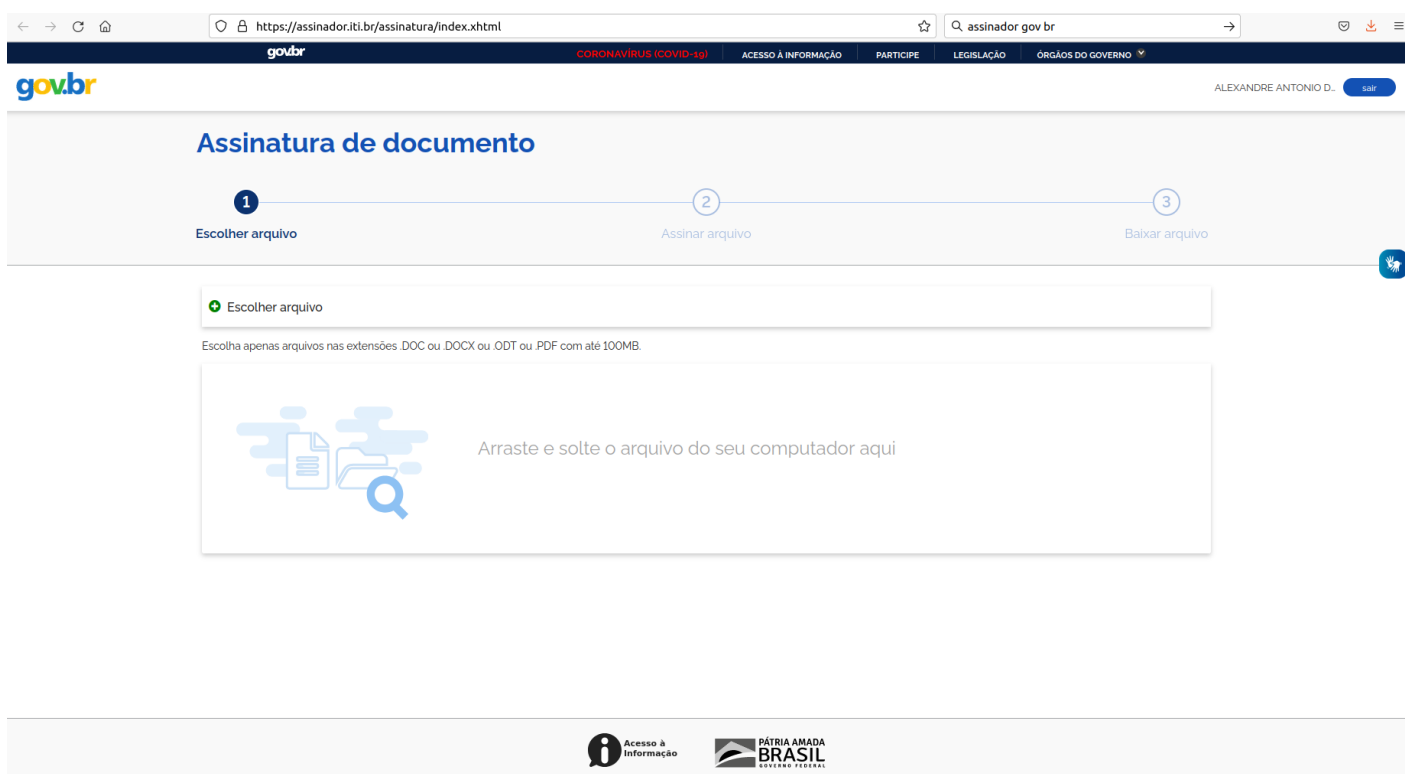 https://assinador.iti.br/assinatura/index.xhtml
assinador gov br
gov.br
CORONAVÍRUS (COVID-19)
ACESSO À INFORMAÇÃO
PARTICIPE
LEGISLAÇÃO
ÓRGÃOS DO GOVERNO
gov.br
ALEXANDRE ANTONIO D...
sair
Assinatura de documento
1
2
3
Escolher arquivo
Assinar arquivo
Baixar arquivo
Escolher arquivo
Escolha apenas arquivos nas extensões .DOC ou .DOCX ou .ODT ou .PDF com até 100MB.
Arraste e solte o arquivo do seu computador aqui
Acesso à
Informação
PÁTRIA AMADA
BRASIL
GOVERNO FEDERAL